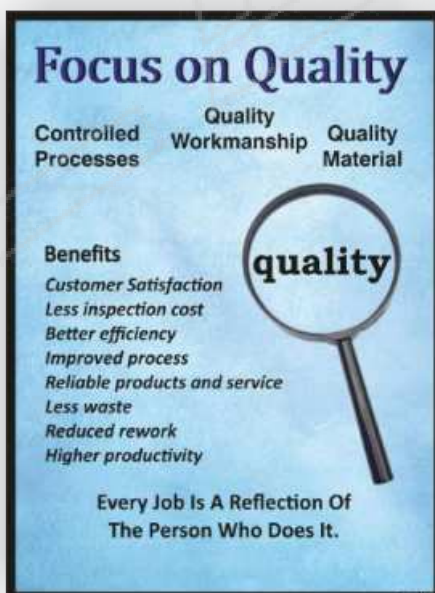 Focus on Quality
Controlled
Processes
Quality
Workmanship
Quality
Material
quality
Benefits
Customer Satisfaction
Less inspection cost
Better efficiency
Improved process
Reliable products and service
Less waste
Reduced rework
Higher productivity
Every Job Is A Reflection Of
The Person Who Does It.